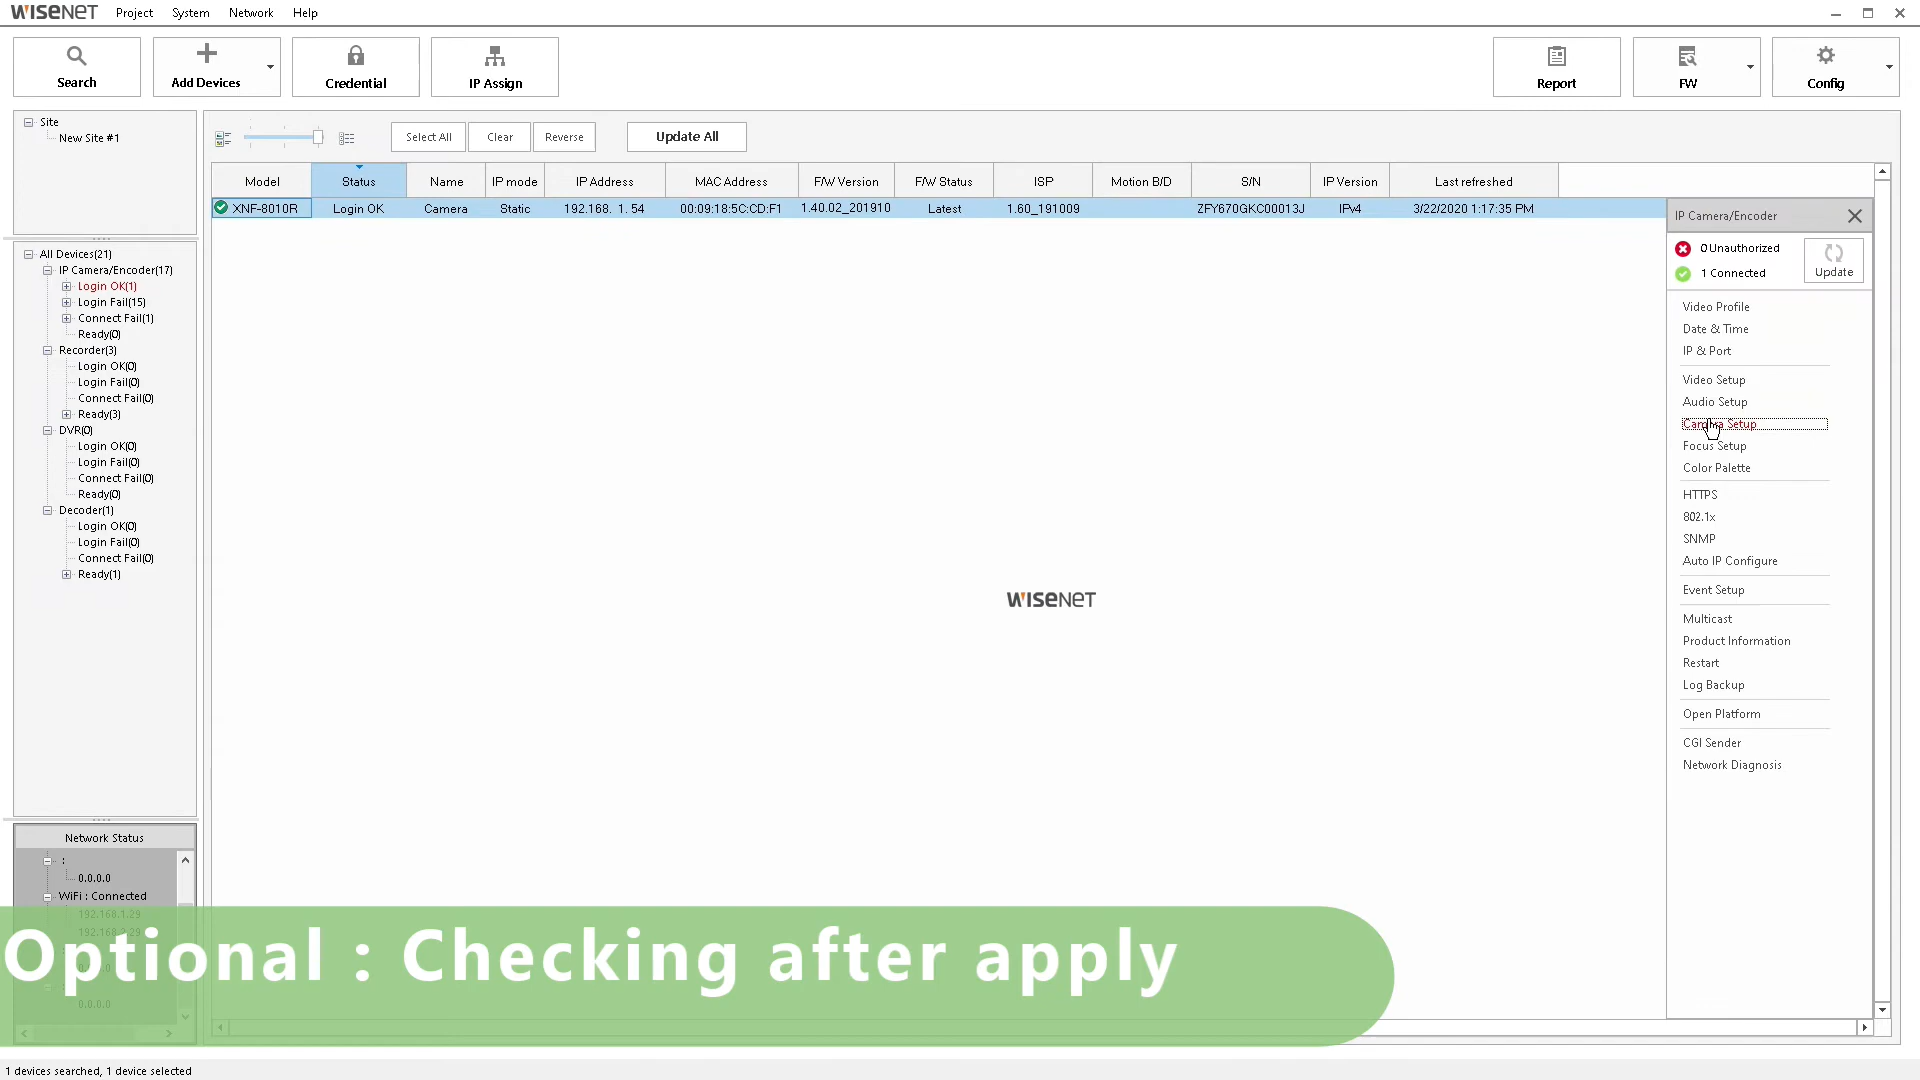 WISENET Project System Network Help
Search Add Devices Credential IP Assign Report FW Config
Site
New Site #1
Select All Clear Reverse Update All
Model Status Name IP mode IP Address MAC Address F/W Version F/W Status ISP Motion B/D S/N IP Version Last refreshed
XNF-8010R Login OK Camera Static 192.168. 1. 54 00:09:18:5C:CD:F1 1.40.02_201910 Latest 1.60_191009 ZFY670GKC00013J IPv4 3/22/2020 1:17:35 PM
All Devices(21)
IP Camera/Encoder(17)
Login OK(1)
Login Fail(15)
Connect Fail(1)
Ready(0)
Recorder(3)
Login OK(0)
Login Fail(0)
Connect Fail(0)
Ready(3)
DVR(0)
Login OK(0)
Login Fail(0)
Connect Fail(0)
Ready(0)
Decoder(1)
Login OK(0)
Login Fail(0)
Connect Fail(0)
Ready(1)
WISENET
IP Camera/Encoder
0 Unauthorized
1 Connected
Update
Video Profile
Date & Time
IP & Port
Video Setup
Audio Setup
Camera Setup
Focus Setup
Color Palette
HTTPS
802.1x
SNMP
Auto IP Configure
Event Setup
Multicast
Product Information
Restart
Log Backup
Open Platform
CGI Sender
Network Diagnosis
Network Status
:
0.0.0.0
WiFi : Connected
192.168.1.29
Optional : Checking after apply
0.0.0.0
1 devices searched, 1 device selected